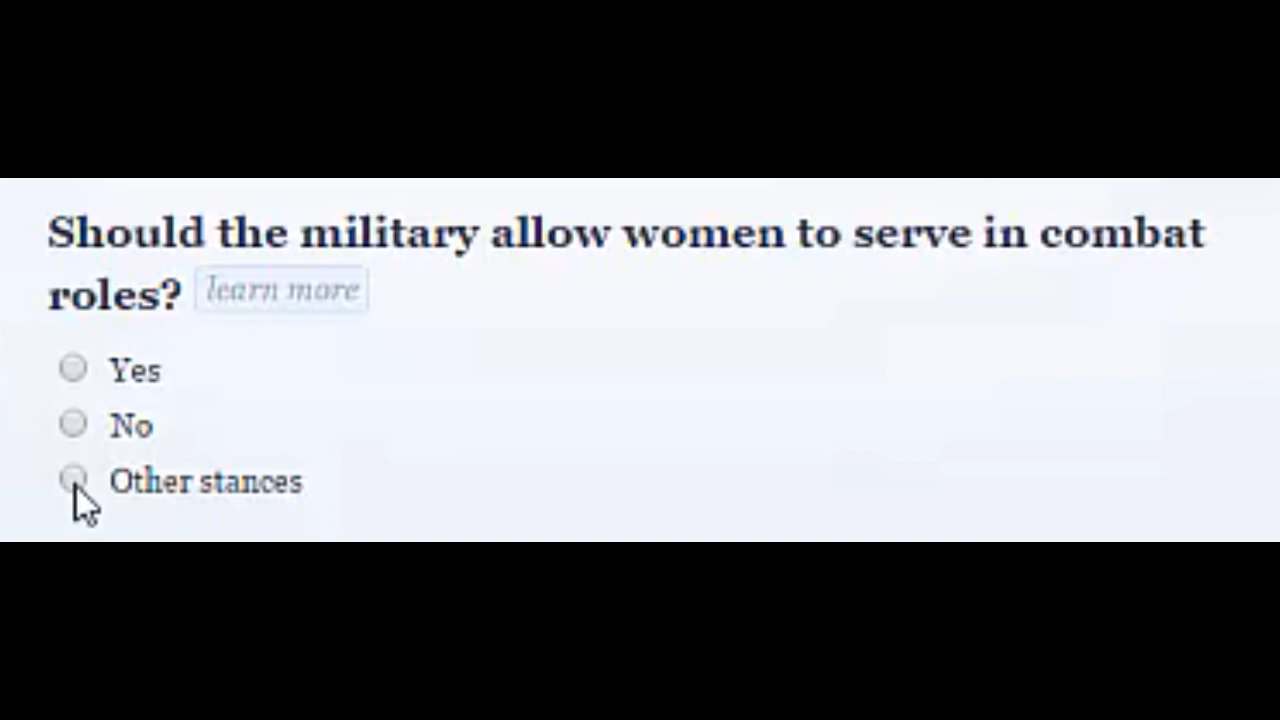 Should the military allow women to serve in combat
roles? learn more
Yes
No
Other stances